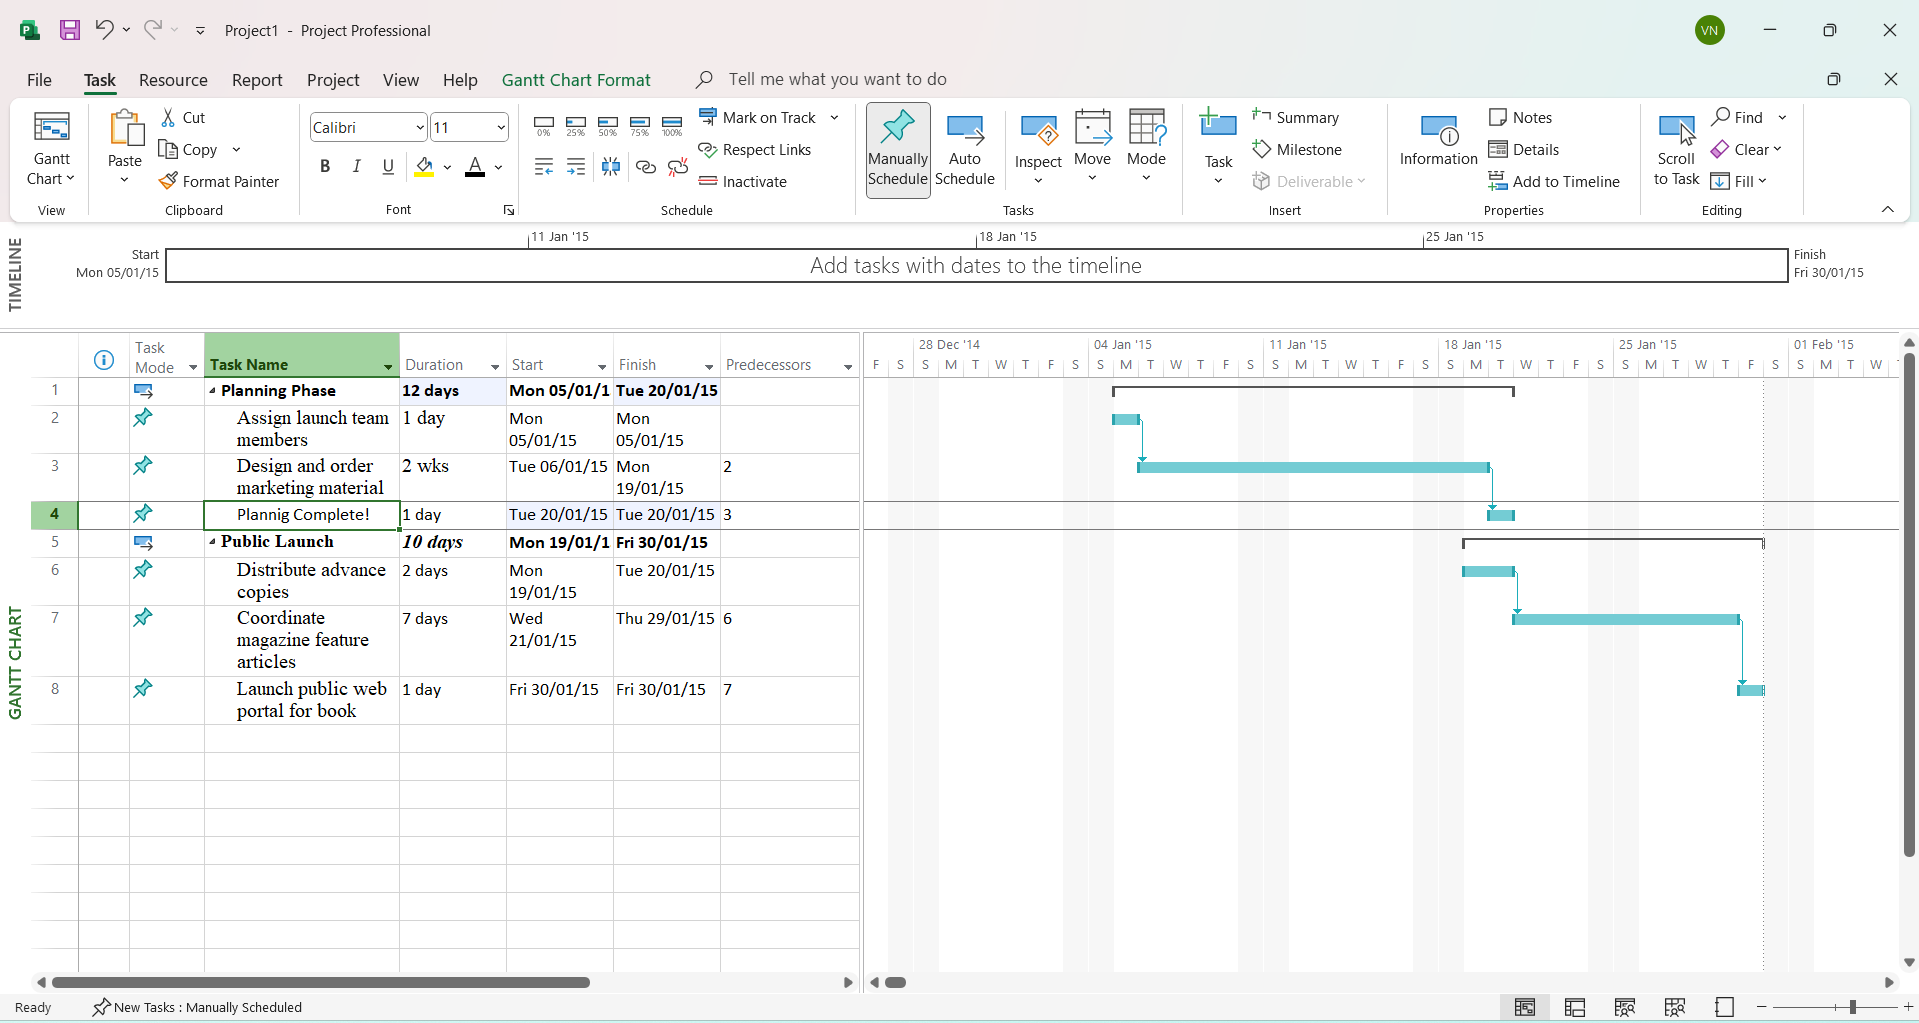 Project1 - Project Professional
VN
File Task Resource Report Project View Help Gantt Chart Format Tell me what you want to do
Gantt Chart
View
Paste
Cut
Copy
Format Painter
Clipboard
Calibri 11
B I U A
Font
0% 25% 50% 75% 100%
Mark on Track
Respect Links
Inactivate
Schedule
Manually Schedule
Auto Schedule
Inspect
Move
Mode
Tasks
Task
Summary
Milestone
Deliverable
Insert
Information
Notes
Details
Add to Timeline
Properties
Scroll to Task
Find
Clear
Fill
Editing
TIMELINE
11 Jan '15 18 Jan '15 25 Jan '15
Start
Mon 05/01/15
Add tasks with dates to the timeline
Finish
Fri 30/01/15
GANTT CHART
Task Mode Task Name Duration Start Finish Predecessors
1 Planning Phase 12 days Mon 05/01/1 Tue 20/01/15
2 Assign launch team members 1 day Mon 05/01/15 Mon 05/01/15
3 Design and order marketing material 2 wks Tue 06/01/15 Mon 19/01/15 2
4 Plannig Complete! 1 day Tue 20/01/15 Tue 20/01/15 3
5 Public Launch 10 days Mon 19/01/1 Fri 30/01/15
6 Distribute advance copies 2 days Mon 19/01/15 Tue 20/01/15
7 Coordinate magazine feature articles 7 days Wed 21/01/15 Thu 29/01/15 6
8 Launch public web portal for book 1 day Fri 30/01/15 Fri 30/01/15 7
28 Dec '14 04 Jan '15 11 Jan '15 18 Jan '15 25 Jan '15 01 Feb '15
F S S M T W T F S S M T W T F S S M T W T F S S M T W T F S S M T W T F S S M T W
Ready New Tasks : Manually Scheduled